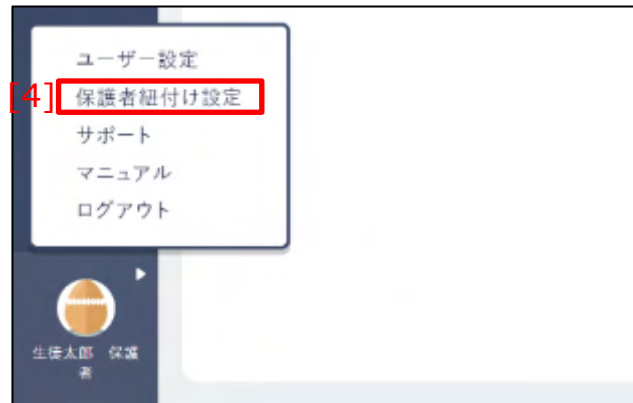 ユーザー設定
[4] 保護者紐付け設定
サポート
マニュアル
ログアウト
生徒太郎　保護
者